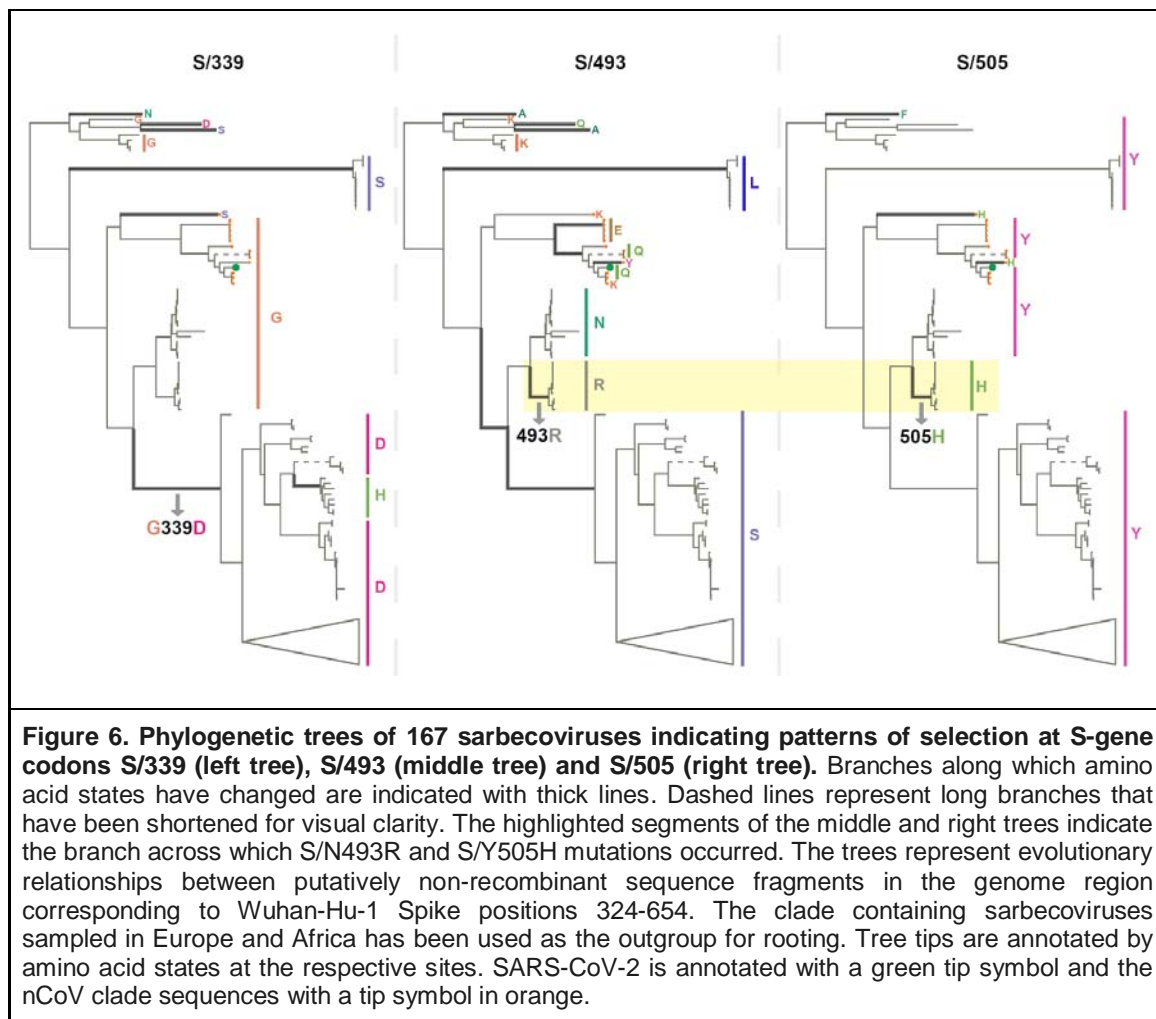 S/339 S/493 S/505
N A F
G K
D Q
S A
G K Y
S L
S K H
E
Y
Q
Y H
Q
K
G N Y
R H
493R 505H
D
H
G339D
S Y
D
Figure 6. Phylogenetic trees of 167 sarbecoviruses indicating patterns of selection at S-gene
codons S/339 (left tree), S/493 (middle tree) and S/505 (right tree). Branches along which amino
acid states have changed are indicated with thick lines. Dashed lines represent long branches that
have been shortened for visual clarity. The highlighted segments of the middle and right trees indicate
the branch across which S/N493R and S/Y505H mutations occurred. The trees represent evolutionary
relationships between putatively non-recombinant sequence fragments in the genome region
corresponding to Wuhan-Hu-1 Spike positions 324-654. The clade containing sarbecoviruses
sampled in Europe and Africa has been used as the outgroup for rooting. Tree tips are annotated by
amino acid states at the respective sites. SARS-CoV-2 is annotated with a green tip symbol and the
nCoV clade sequences with a tip symbol in orange.